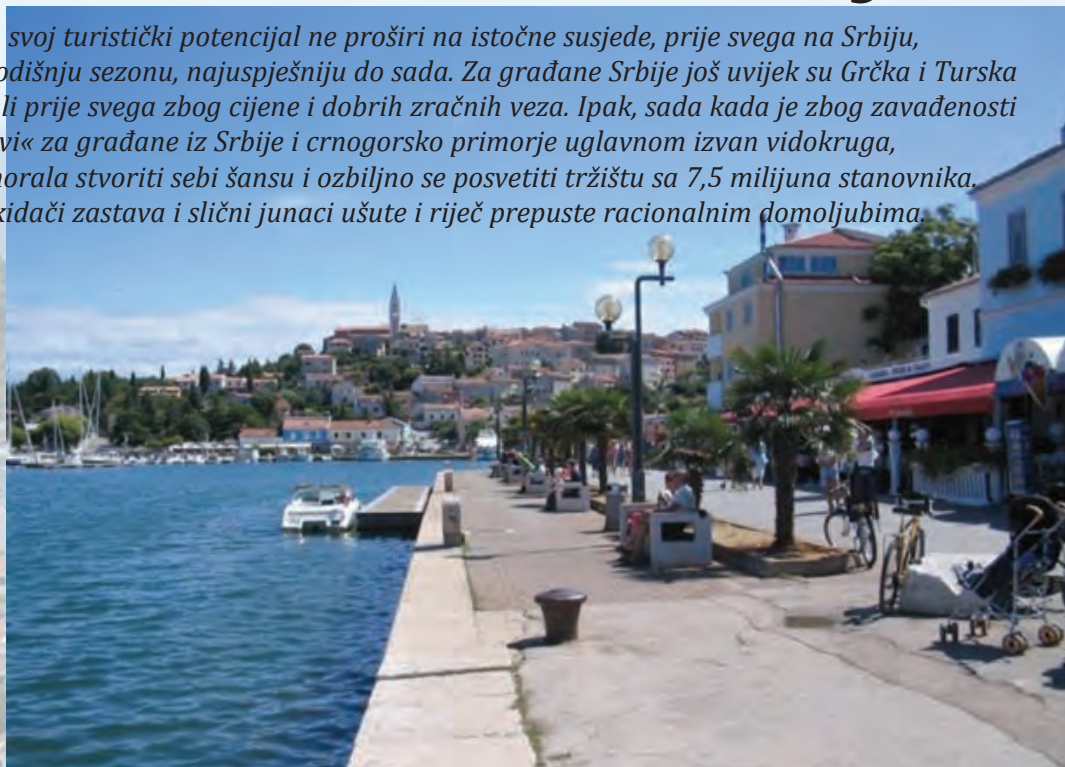 svoj turistički potencijal ne proširi na istočne susjede, prije svega na Srbiju,
odišnju sezonu, najuspješniju do sada. Za građane Srbije još uvijek su Grčka i Turska
li prije svega zbog cijene i dobrih zračnih veza. Ipak, sada kada je zbog zavađenosti
vi« za građane iz Srbije i crnogorsko primorje uglavnom izvan vidokruga,
morala stvoriti sebi šansu i ozbiljno se posvetiti tržištu sa 7,5 milijuna stanovnika.
kidači zastava i slični junaci ušute i riječ prepuste racionalnim domoljubima.